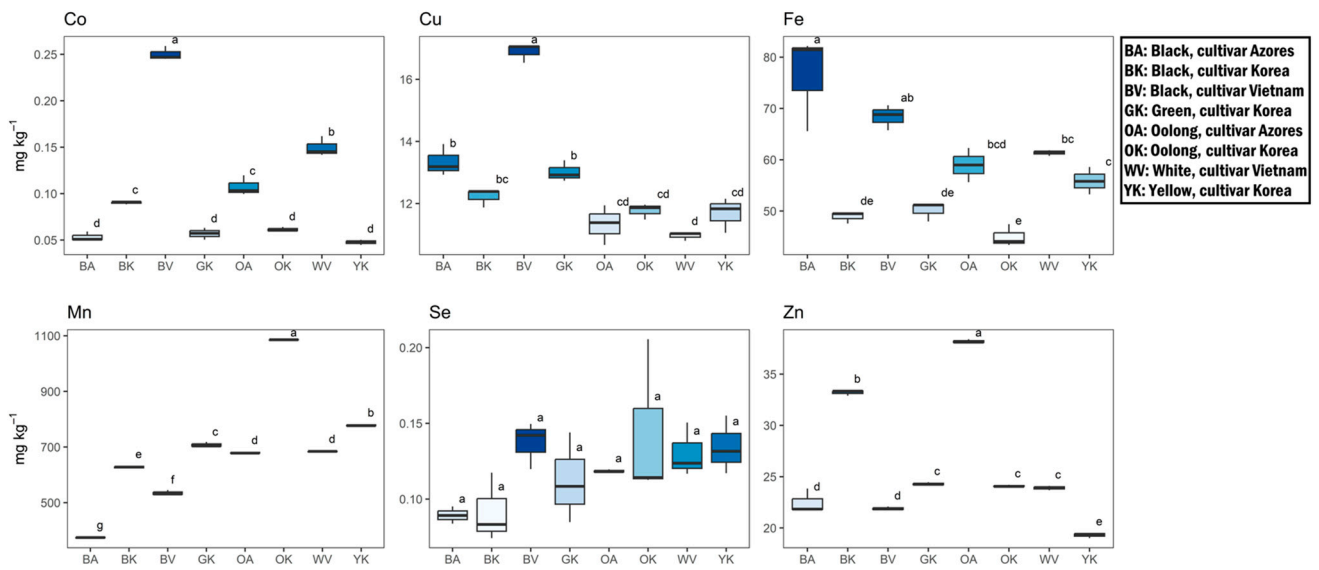 Co
Cu
Fe
mg kg⁻¹
0.25
0.20
0.15
0.10
0.05
d
c
a
d
c
d
b
d
BA BK BV GK OA OK WV YK
16
14
12
b
bc
a
b
cd
cd
d
cd
BA BK BV GK OA OK WV YK
80
70
60
50
a
de
ab
de
bcd
e
bc
c
BA BK BV GK OA OK WV YK
BA: Black, cultivar Azores
BK: Black, cultivar Korea
BV: Black, cultivar Vietnam
GK: Green, cultivar Korea
OA: Oolong, cultivar Azores
OK: Oolong, cultivar Korea
WV: White, cultivar Vietnam
YK: Yellow, cultivar Korea
Mn
Se
Zn
mg kg⁻¹
1100
900
700
500
g
e
f
c
d
a
d
b
BA BK BV GK OA OK WV YK
0.20
0.15
0.10
a
a
a
a
a
a
a
a
BA BK BV GK OA OK WV YK
35
30
25
20
d
b
d
c
a
c
c
e
BA BK BV GK OA OK WV YK